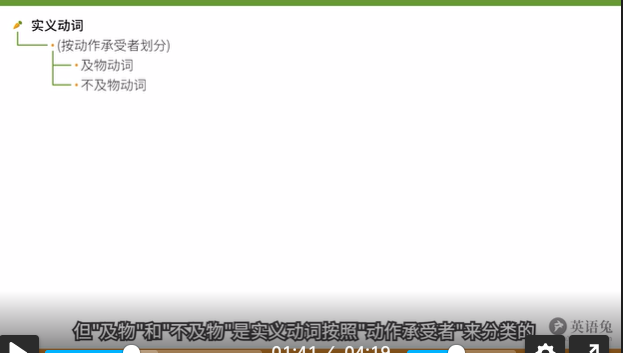 实义动词
(按动作承受者划分)
及物动词
不及物动词
但"及物"和"不及物"是实义动词按照"动作承受者"来分类的
英语兔
01:41 / 04:19